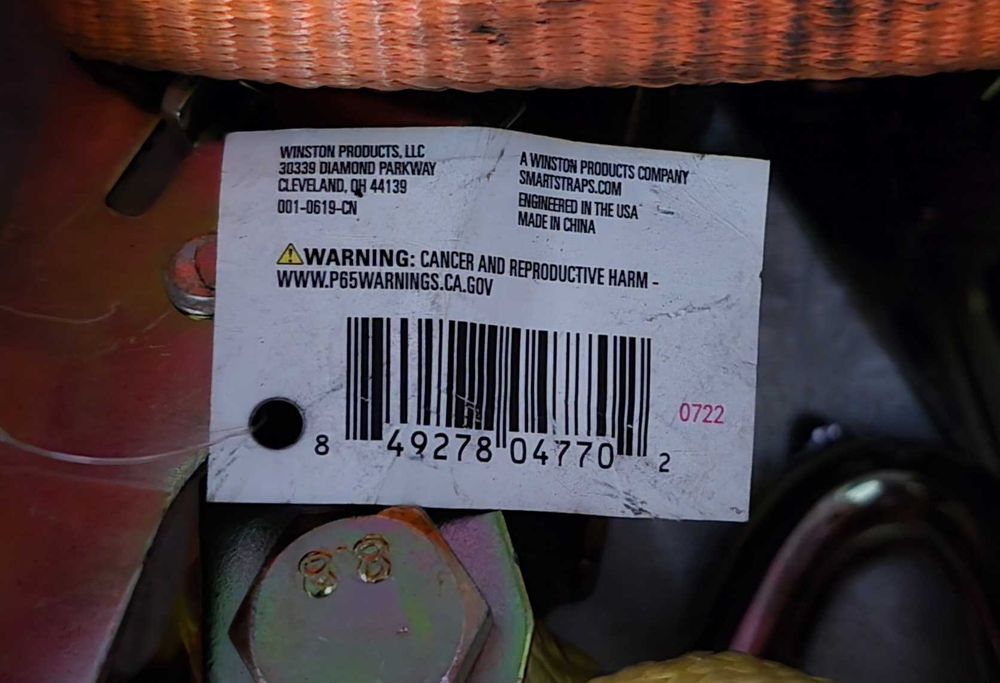 WINSTON PRODUCTS, LLC
30339 DIAMOND PARKWAY
CLEVELAND, OH 44139
001-0619-CN
A WINSTON PRODUCTS COMPANY
SMARTSTRAPS.COM
ENGINEERED IN THE USA
MADE IN CHINA
WARNING: CANCER AND REPRODUCTIVE HARM -
WWW.P65WARNINGS.CA.GOV
0722
8 49278 04770 2
8.8